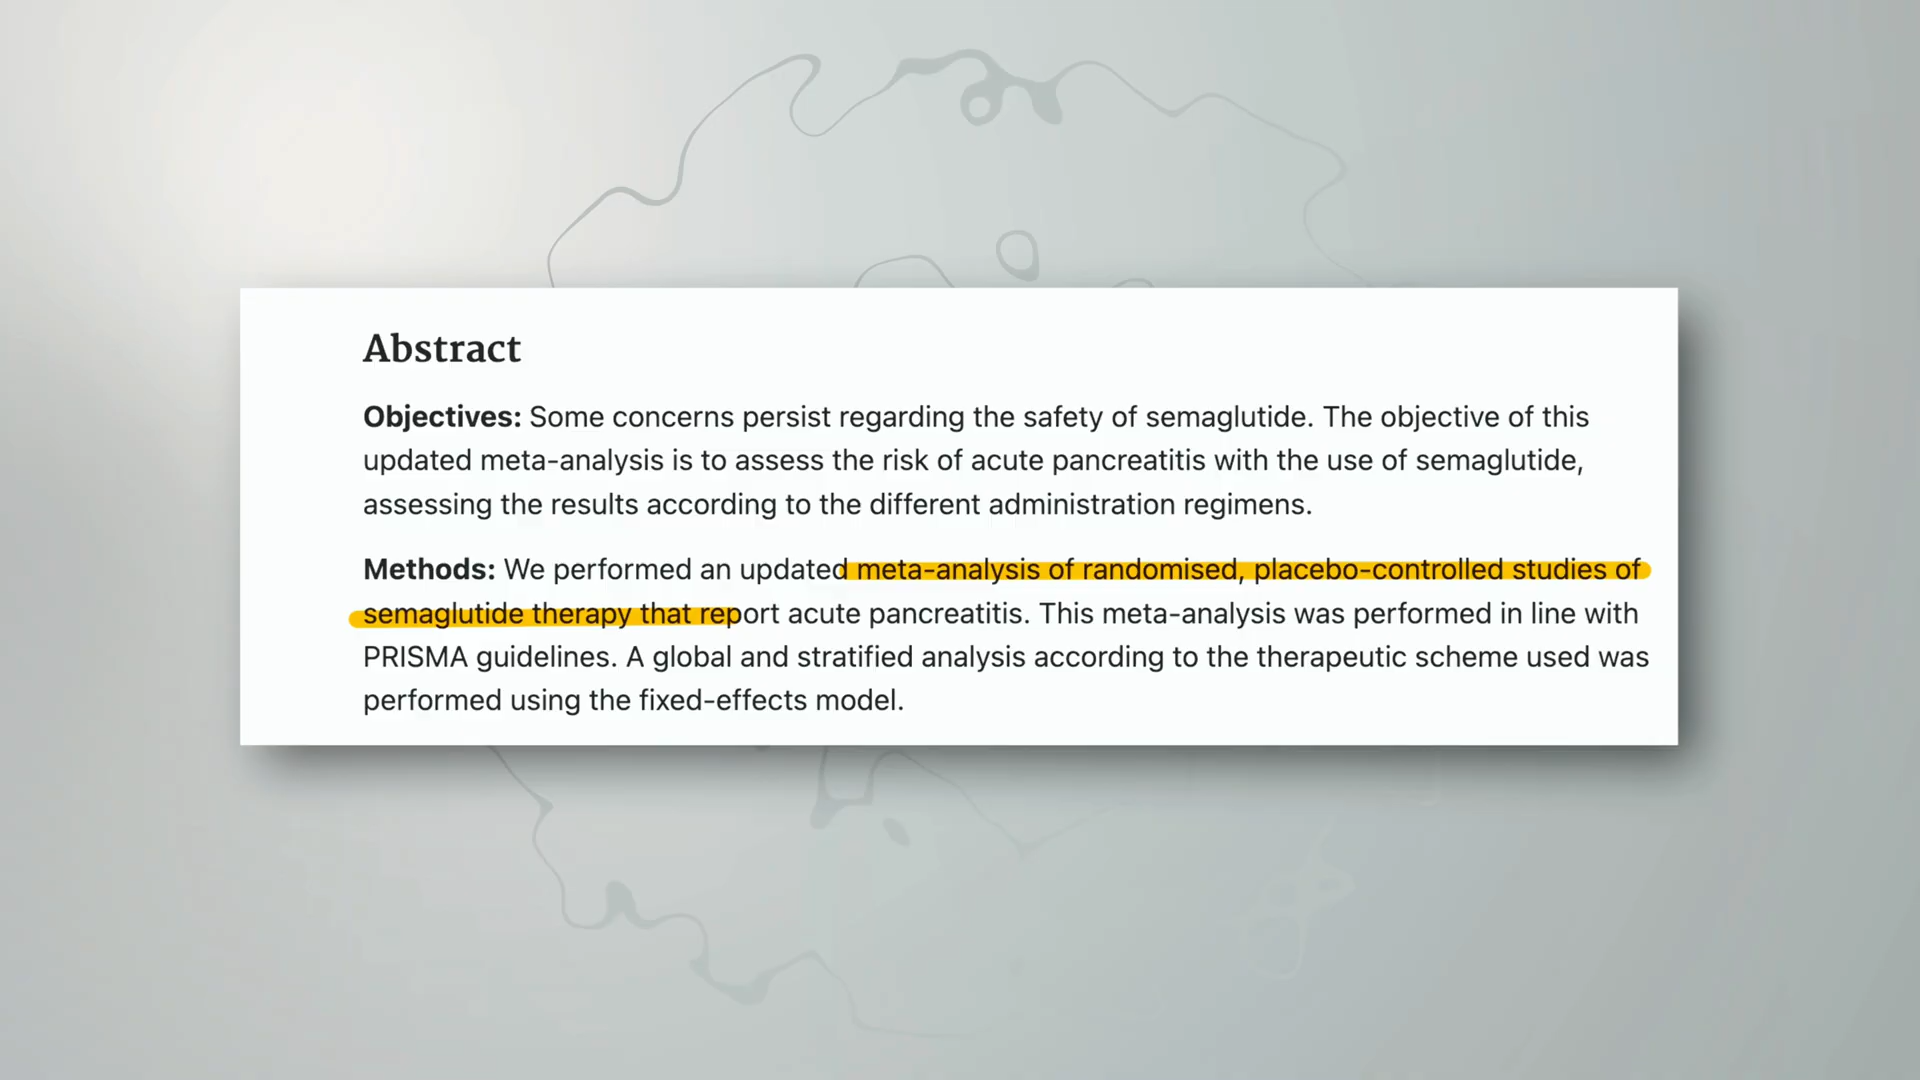 Abstract
Objectives: Some concerns persist regarding the safety of semaglutide. The objective of this
updated meta-analysis is to assess the risk of acute pancreatitis with the use of semaglutide,
assessing the results according to the different administration regimens.
Methods: We performed an updated meta-analysis of randomised, placebo-controlled studies of
semaglutide therapy that report acute pancreatitis. This meta-analysis was performed in line with
PRISMA guidelines. A global and stratified analysis according to the therapeutic scheme used was
performed using the fixed-effects model.